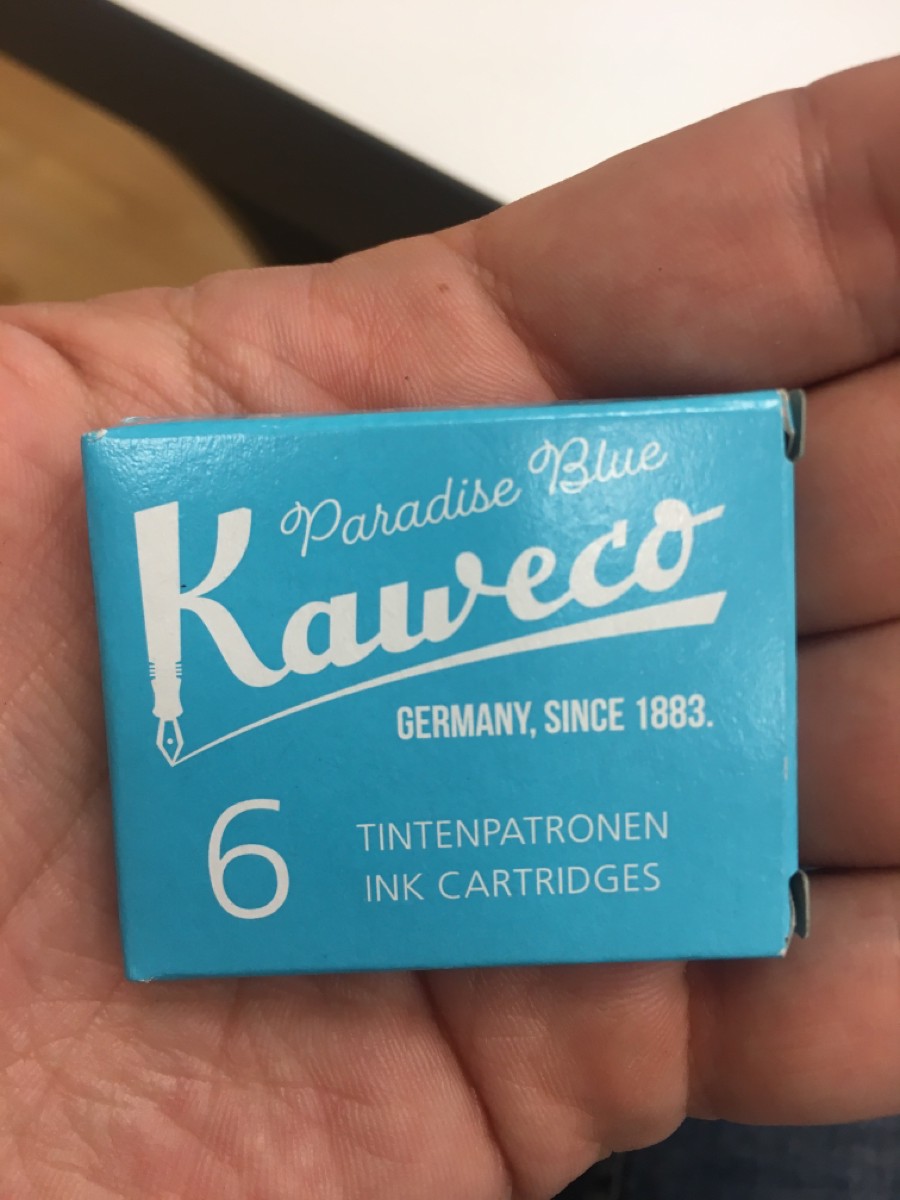 Paradise Blue
Kaweco
GERMANY, SINCE 1883.
6
TINTENPATRONEN
INK CARTRIDGES